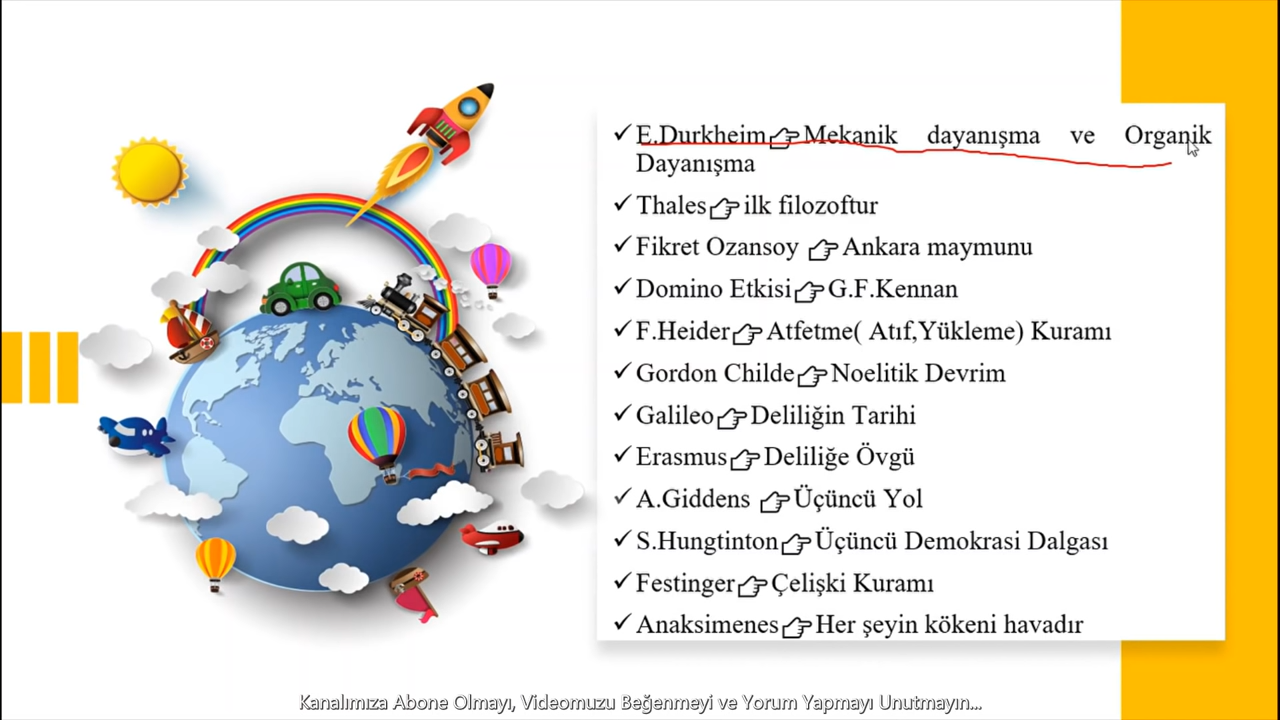 E.Durkheim Mekanik dayanışma ve Organik
Dayanışma
Thales ilk filozoftur
Fikret Ozansoy Ankara maymunu
Domino Etkisi G.F.Kennan
F.Heider Atfetme( Atıf,Yükleme) Kuramı
Gordon Childe Noelitik Devrim
Galileo Deliliğin Tarihi
Erasmus Deliliğe Övgü
A.Giddens Üçüncü Yol
S.Hungtinton Üçüncü Demokrasi Dalgası
Festinger Çelişki Kuramı
Anaksimenes Her şeyin kökeni havadır
Kanalımıza Abone Olmayı, Videomuzu Beğenmeyi ve Yorum Yapmayı Unutmayın...